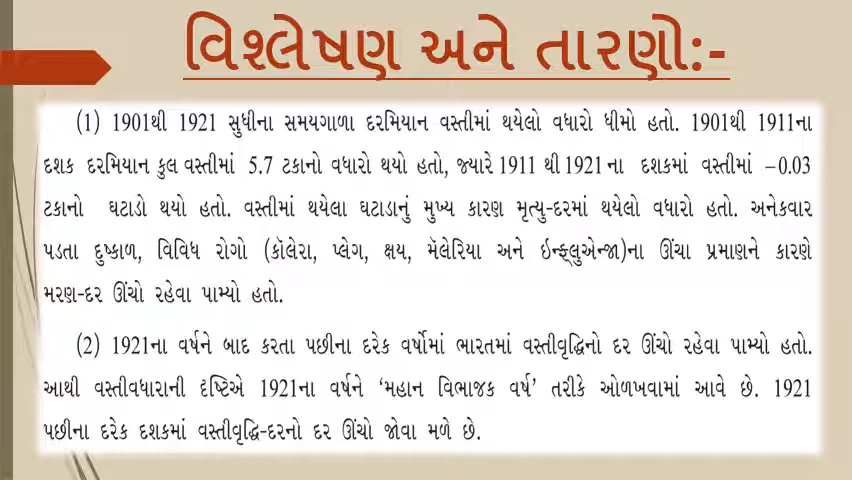 વિશ્લેષણ અને તારણો:-
(1) 1901થી 1921 સુધીના સમયગાળા દરમિયાન વસ્તીમાં થયેલો વધારો ધીમો હતો. 1901થી 1911ના
દશક દરમિયાન કુલ વસ્તીમાં 5.7 ટકાનો વધારો થયો હતો, જ્યારે 1911 થી 1921 ના દશકમાં વસ્તીમાં –0.03
ટકાનો ઘટાડો થયો હતો. વસ્તીમાં થયેલા ઘટાડાનું મુખ્ય કારણ મૃત્યુ-દરમાં થયેલો વધારો હતો. અનેકવાર
પડતા દુષ્કાળ, વિવિધ રોગો (કૉલેરા, પ્લેગ, ક્ષય, મૅલેરિયા અને ઇન્ફ્લુએન્જા)ના ઊંચા પ્રમાણને કારણે
મરણ-દર ઊંચો રહેવા પામ્યો હતો.
(2) 1921ના વર્ષને બાદ કરતા પછીના દરેક વર્ષોમાં ભારતમાં વસ્તીવૃદ્ધિનો દર ઊંચો રહેવા પામ્યો હતો.
આથી વસ્તીવધારાની દૃષ્ટિએ 1921ના વર્ષને ‘મહાન વિભાજક વર્ષ’ તરીકે ઓળખવામાં આવે છે. 1921
પછીના દરેક દશકમાં વસ્તીવૃદ્ધિ-દરનો દર ઊંચો જોવા મળે છે.